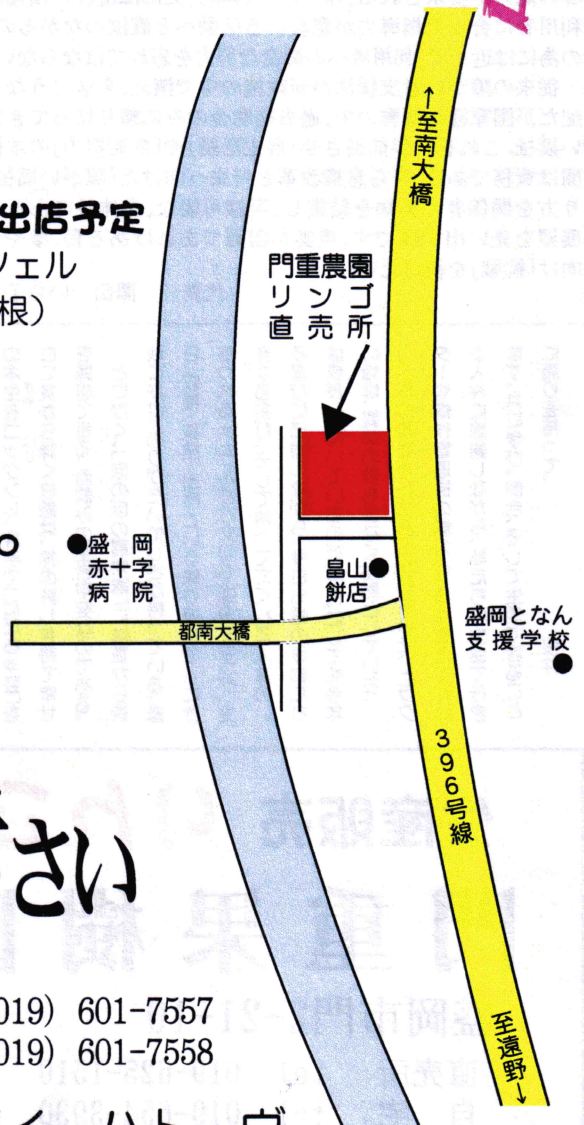 ↑至南大橋
出店予定
ツェル
根）
門重農園
リンゴ
直売所
●盛岡
赤十字
病院
畠山●
餅店
都南大橋
盛岡となん
支援学校
●
396号線
さい
019) 601-7557
019) 601-7558
至遠野↓